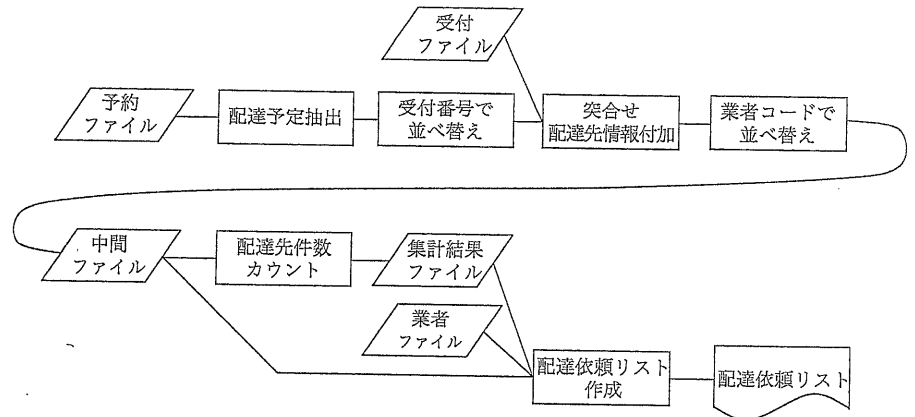 受付
ファイル
予約
ファイル
配達予定抽出
受付番号で
並べ替え
突合せ
配達先情報付加
業者コードで
並べ替え
中間
ファイル
配達先件数
カウント
集計結果
ファイル
業者
ファイル
配達依頼リスト
作成
配達依頼リスト